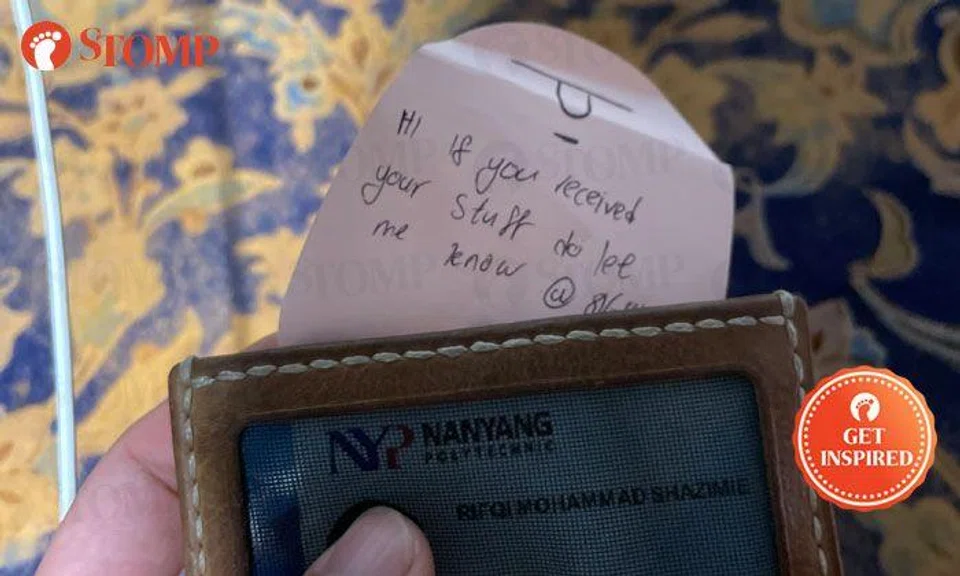 STOMP
HI If you received
your Stuff do let
me know @
NYP NANYANG
POLYTECHNIC
RIFQI MOHAMMAD SHAZIMIE
GET
INSPIRED